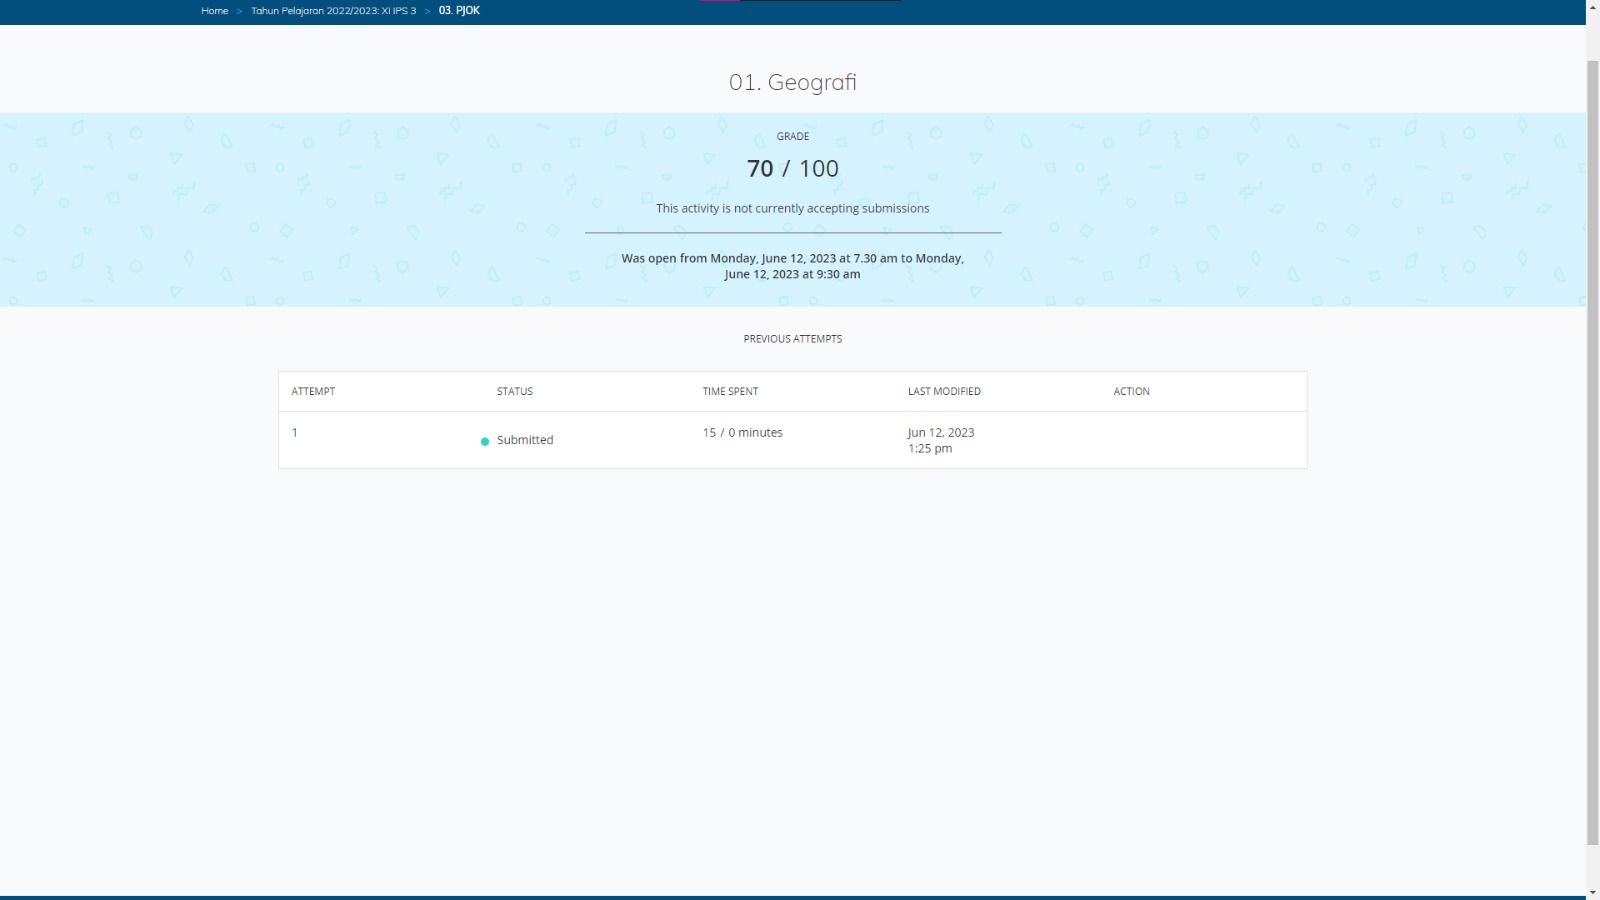 Home > Tahun Pelajaran 2022/2023: XI IPS 3 > 03. PJOK
01. Geografi
GRADE
70 / 100
This activity is not currently accepting submissions
Was open from Monday, June 12, 2023 at 7.30 am to Monday,
June 12, 2023 at 9:30 am
PREVIOUS ATTEMPTS
ATTEMPT STATUS TIME SPENT LAST MODIFIED ACTION
1 Submitted 15 / 0 minutes Jun 12, 2023
1:25 pm